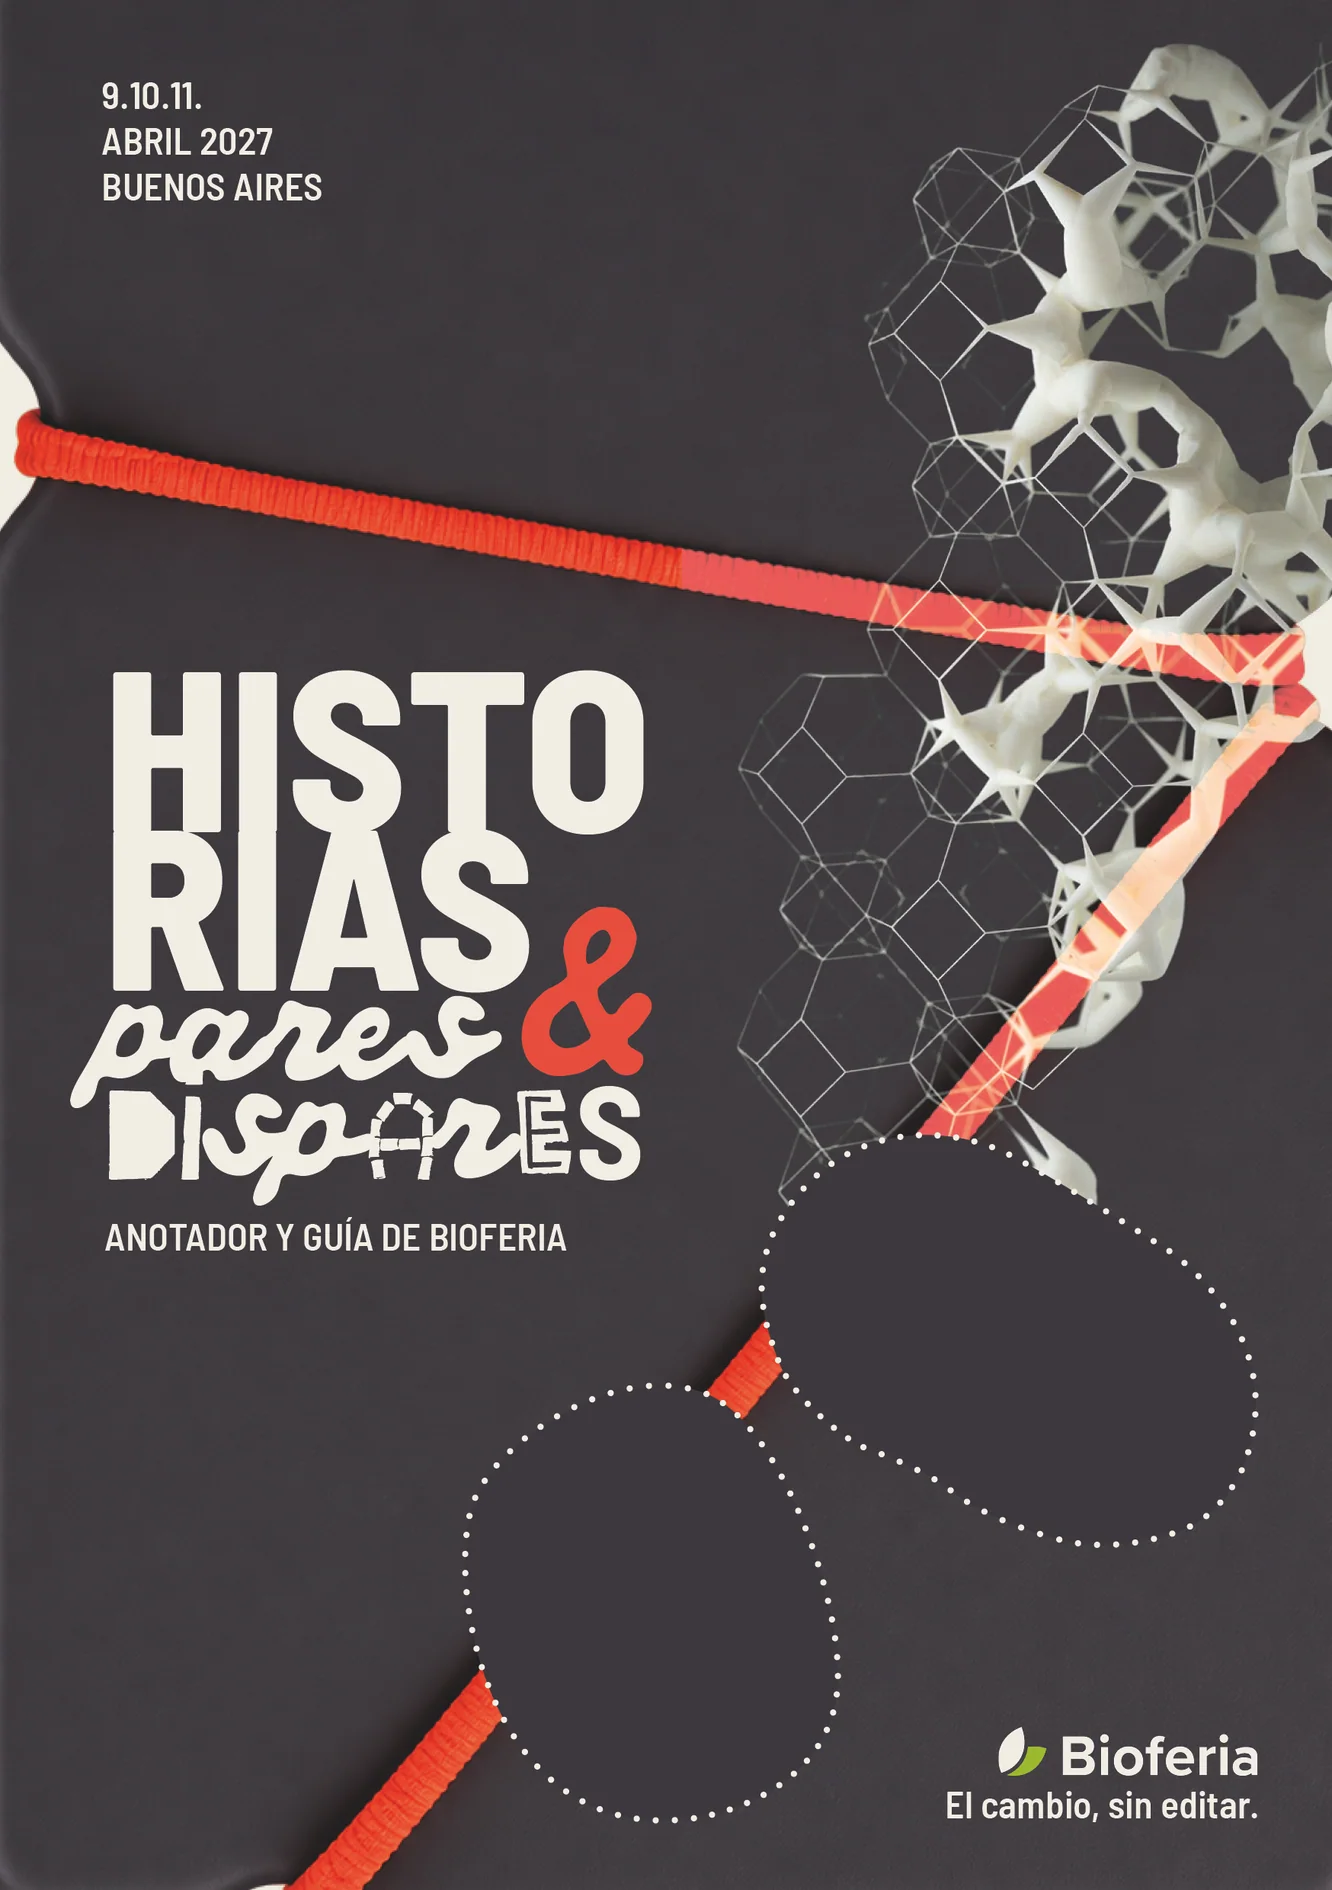 9.10.11.
ABRIL 2027
BUENOS AIRES
HISTO
RIAS
pares &
DispArES
ANOTADOR Y GUÍA DE BIOFERIA
Bioferia
El cambio, sin editar.